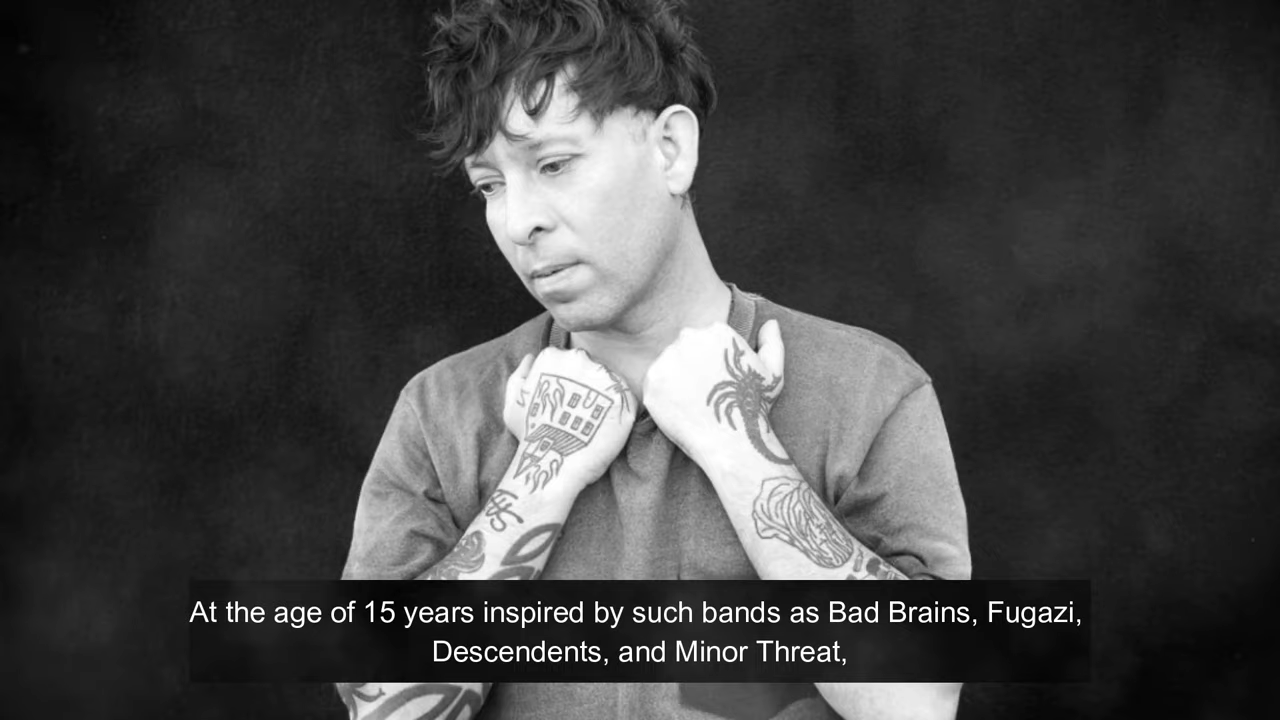 At the age of 15 years inspired by such bands as Bad Brains, Fugazi,
Descendents, and Minor Threat,